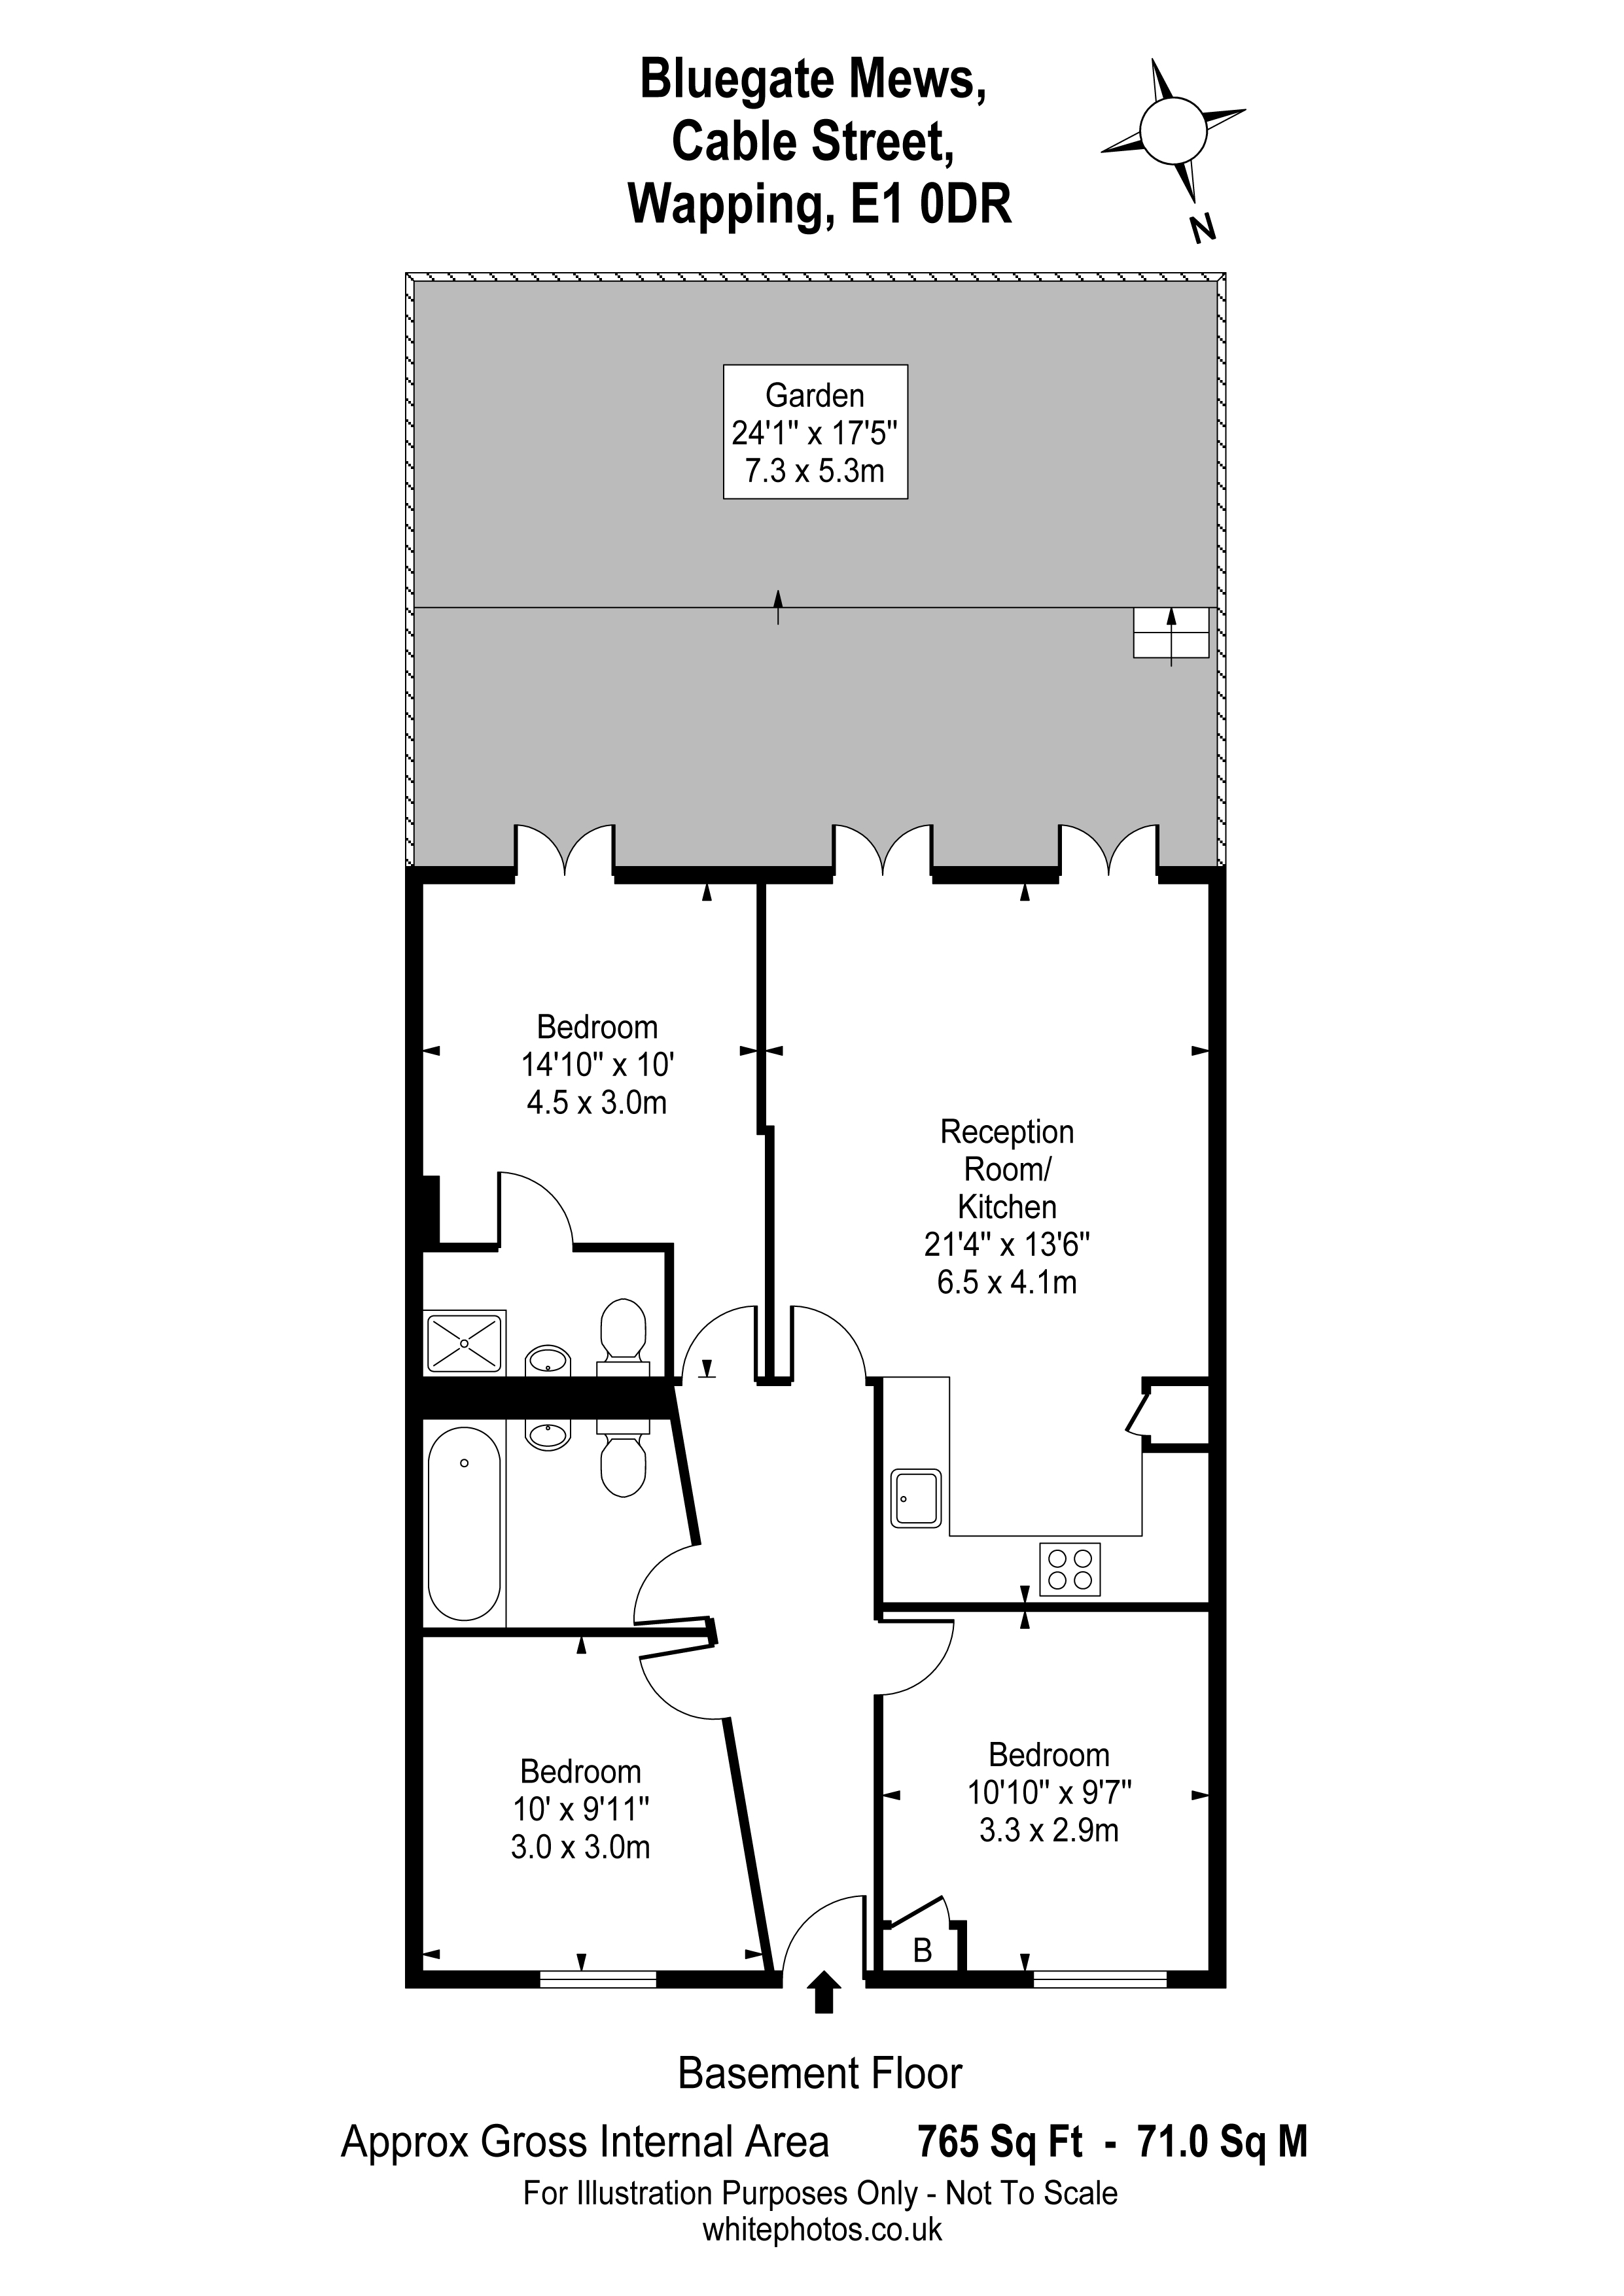 Bluegate Mews,
Cable Street,
Wapping, E1 0DR
N
Garden
24'1" x 17'5"
7.3 x 5.3m
Bedroom
14'10" x 10'
4.5 x 3.0m
Reception
Room/
Kitchen
21'4" x 13'6"
6.5 x 4.1m
Bedroom
10' x 9'11"
3.0 x 3.0m
Bedroom
10'10" x 9'7"
3.3 x 2.9m
B
Basement Floor
Approx Gross Internal Area 765 Sq Ft - 71.0 Sq M
For Illustration Purposes Only - Not To Scale
whitephotos.co.uk